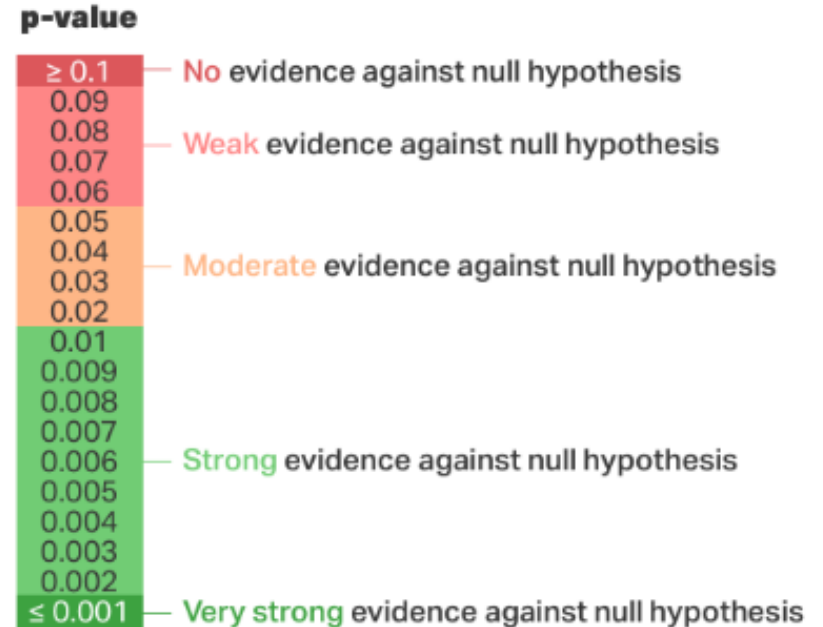 p-value
≥ 0.1 No evidence against null hypothesis
0.09
0.08 Weak evidence against null hypothesis
0.07
0.06
0.05
0.04 Moderate evidence against null hypothesis
0.03
0.02
0.01
0.009
0.008
0.007
0.006 Strong evidence against null hypothesis
0.005
0.004
0.003
0.002
≤ 0.001 Very strong evidence against null hypothesis